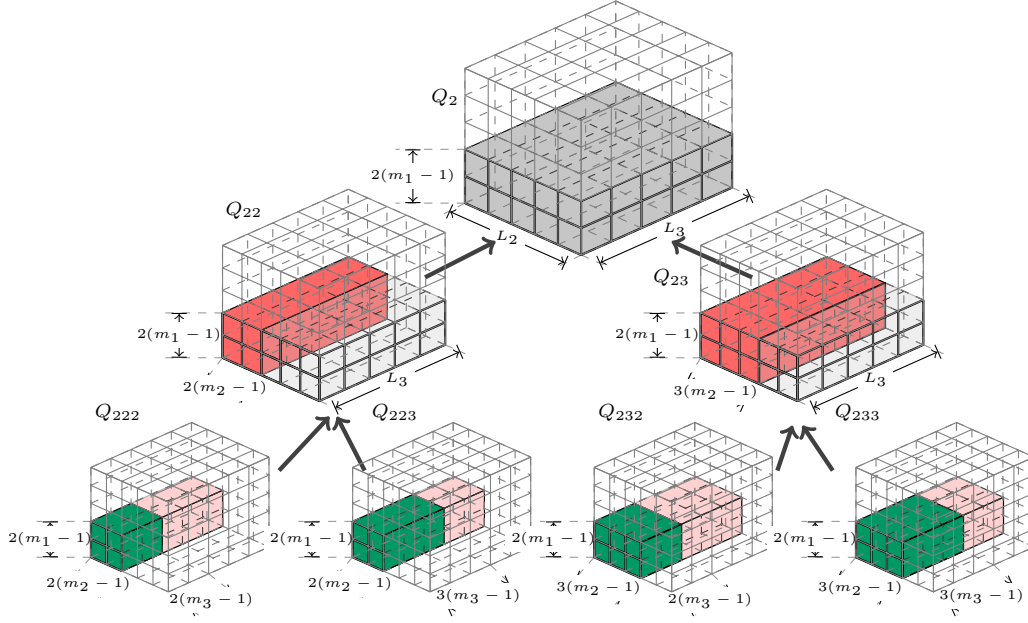 Q2
2(m1 − 1)
L2
L3
Q22
2(m1 − 1)
2(m2 − 1)
L3
Q23
2(m1 − 1)
3(m2 − 1)
L3
Q222
2(m1 − 1)
2(m2 − 1)
2(m3 − 1)
Q223
2(m1 − 1)
2(m2 − 1)
3(m3 − 1)
Q232
2(m1 − 1)
3(m2 − 1)
2(m3 − 1)
Q233
2(m1 − 1)
3(m2 − 1)
3(m3 − 1)